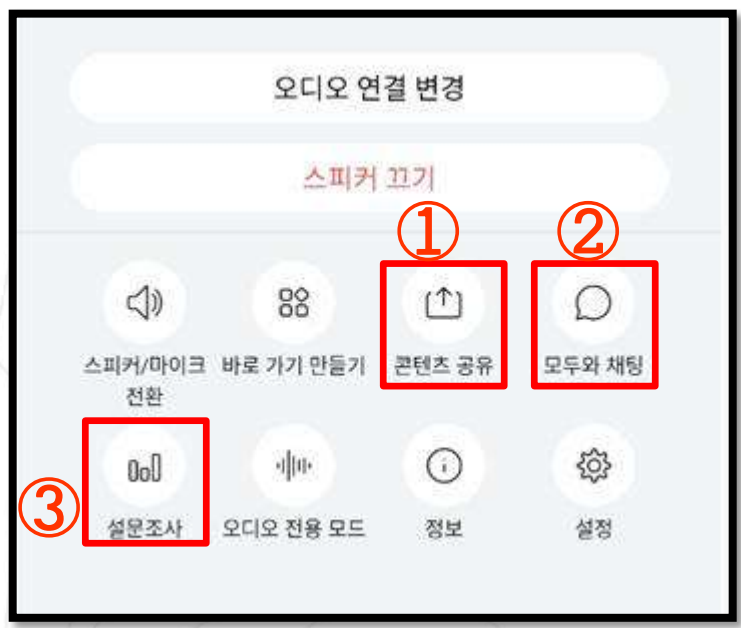 오디오 연결 변경
스피커 끄기
① ②
스피커/마이크 전환
바로 가기 만들기
콘텐츠 공유
모두와 채팅
③
설문조사
오디오 전용 모드
정보
설정